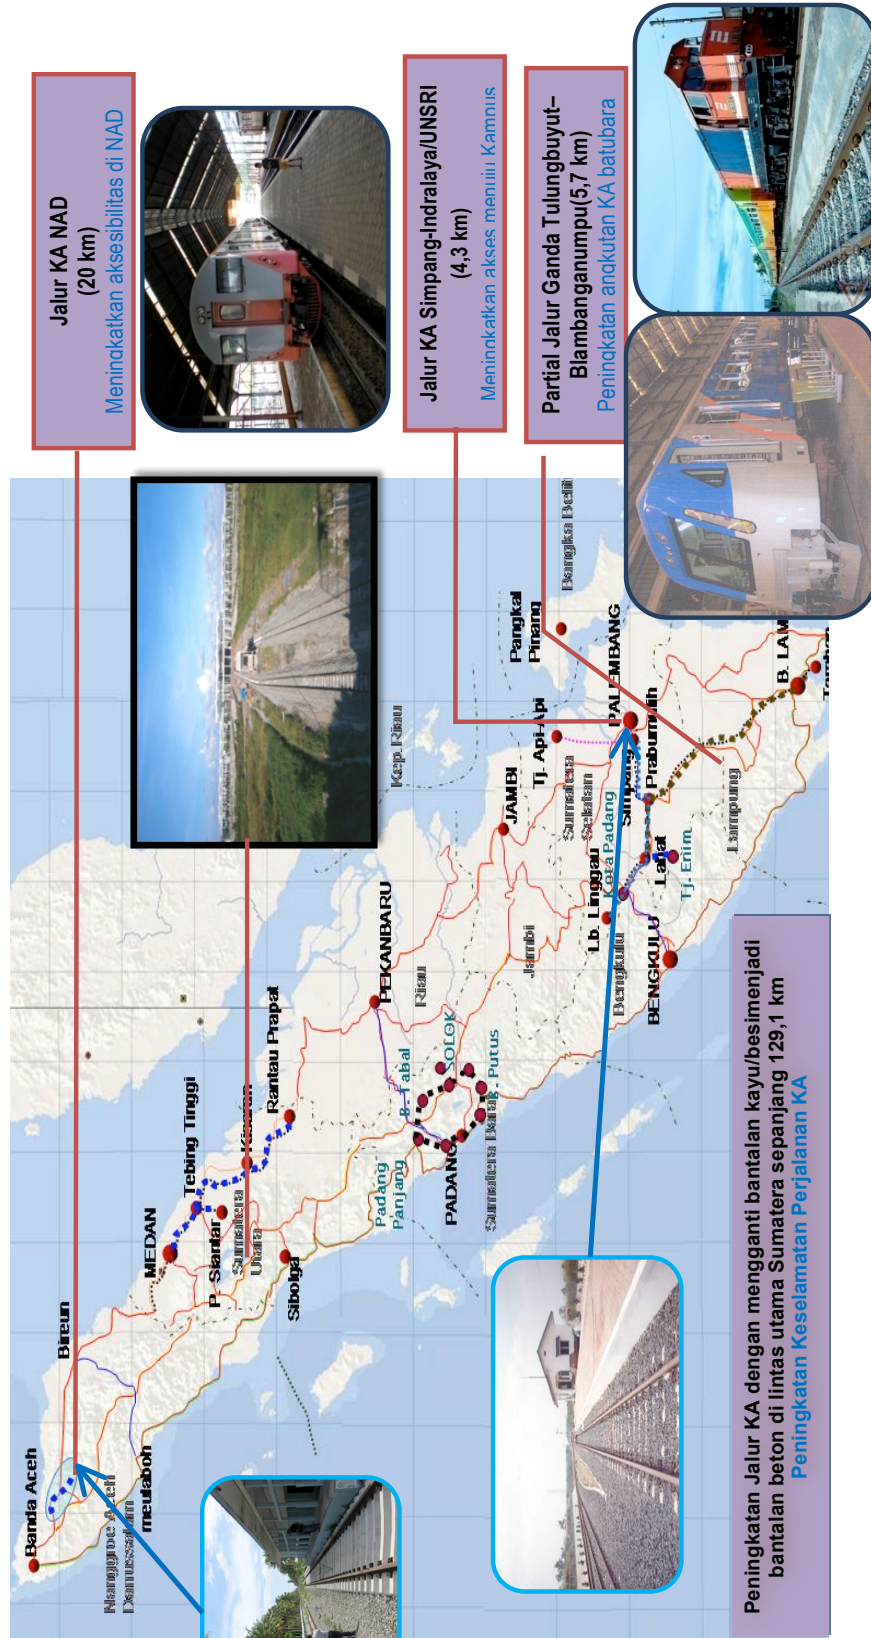 Jalur KA NAD
(20 km)
Meningkatkan aksesibilitas di NAD
Jalur KA Simpang-Indralaya/UNSRI
(4,3 km)
Meningkatkan akses menuju Kampus
Partial Jalur Ganda Tulungbuyut–
Blambanganumpu(5,7 km)
Peningkatan angkutan KA batubara
Banda Aceh
Bireun
Nanggroe Aceh
Darussalam
meulaboh
MEDAN
Tebing Tinggi
P. Siantar
Sumatera
Utara
Kisaran
Rantau Prapat
Sibolga
PEKANBARU
Riau
Kep. Riau
Padang
Panjang
B. Tabal
SOLOK
PADANG
K. Putus
Sumatera Barat
JAMBI
Jambi
Tj. Api-Api
Pangkal
Pinang
Bangka Belit
Sumatera
Selatan
PALEMBANG
Simpang
Prabumulih
Lb. Linggau
Kota Padang
Lahat
Tj. Enim
Bengkulu
BENGKULU
Lampung
B. LAM
Peningkatan Jalur KA dengan mengganti bantalan kayu/besimenjadi
bantalan beton di lintas utama Sumatera sepanjang 129,1 km
Peningkatan Keselamatan Perjalanan KA